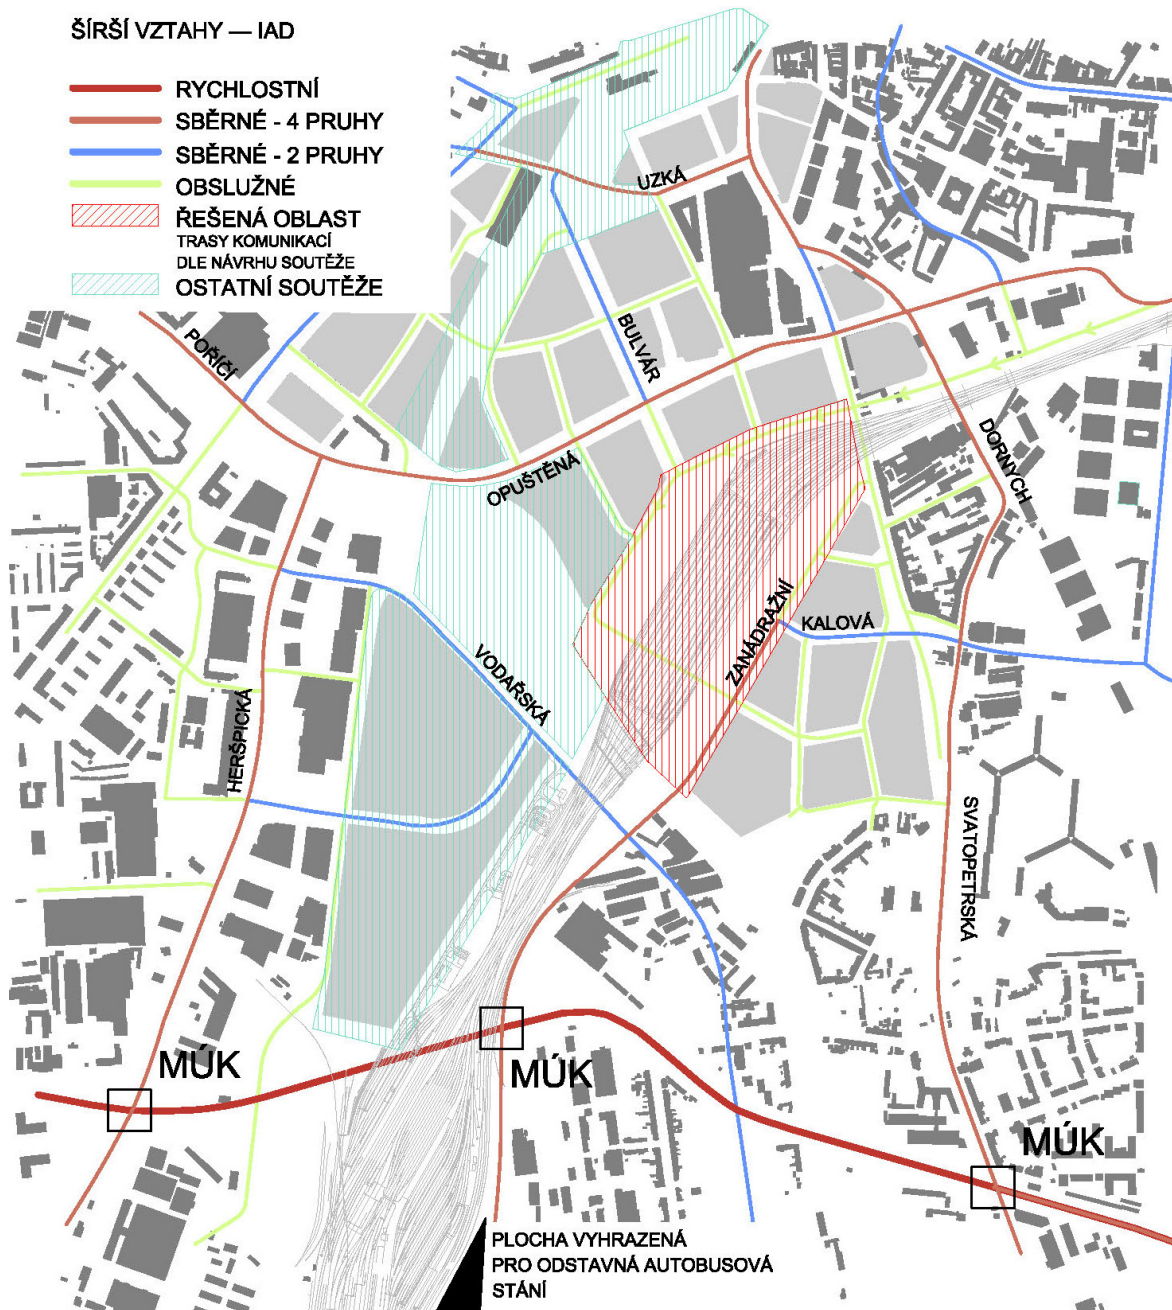 ŠÍRŠÍ VZTAHY — IAD
RYCHLOSTNÍ
SBĚRNÉ - 4 PRUHY
SBĚRNÉ - 2 PRUHY
OBSLUŽNÉ
ŘEŠENÁ OBLAST
TRASY KOMUNIKACÍ
DLE NÁVRHU SOUTĚŽE
OSTATNÍ SOUTĚŽE
UZKÁ
POŘÍČÍ
BULVÁR
OPUŠTĚNÁ
DORNYCH
ZANÁDRAŽNÍ
KALOVÁ
VODAŘSKÁ
HERŠPICKÁ
SVATOPETRSKÁ
MÚK
MÚK
MÚK
PLOCHA VYHRAZENÁ
PRO ODSTAVNÁ AUTOBUSOVÁ
STÁNÍ